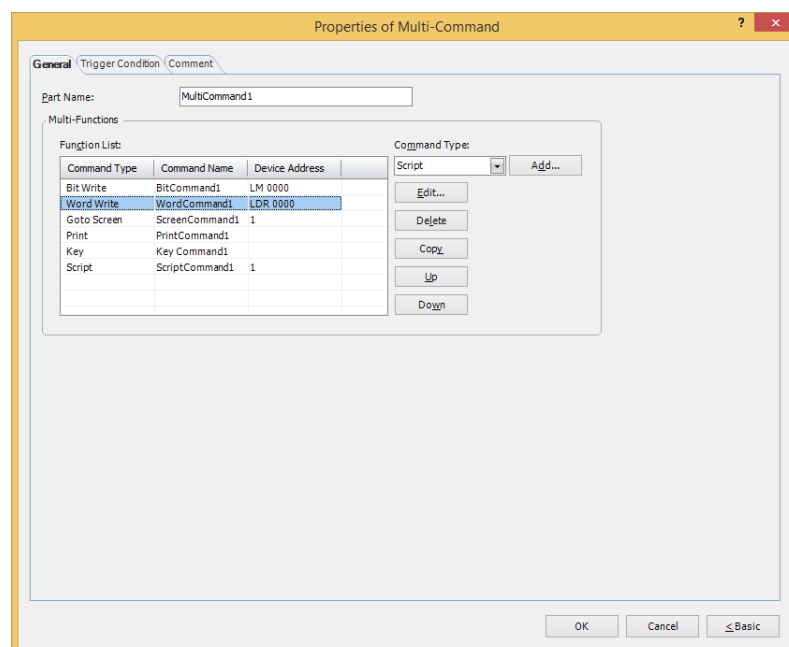 Properties of Multi-Command ? ×
General Trigger Condition Comment
Part Name: MultiCommand1
Multi-Functions
Function List: Command Type:
Command Type Command Name Device Address Script Add...
Bit Write BitCommand1 LM 0000
Word Write WordCommand1 LDR 0000
Goto Screen ScreenCommand1 1
Print PrintCommand1
Key Key Command1
Script ScriptCommand1 1
Edit...
Delete
Copy
Up
Down
OK Cancel < Basic